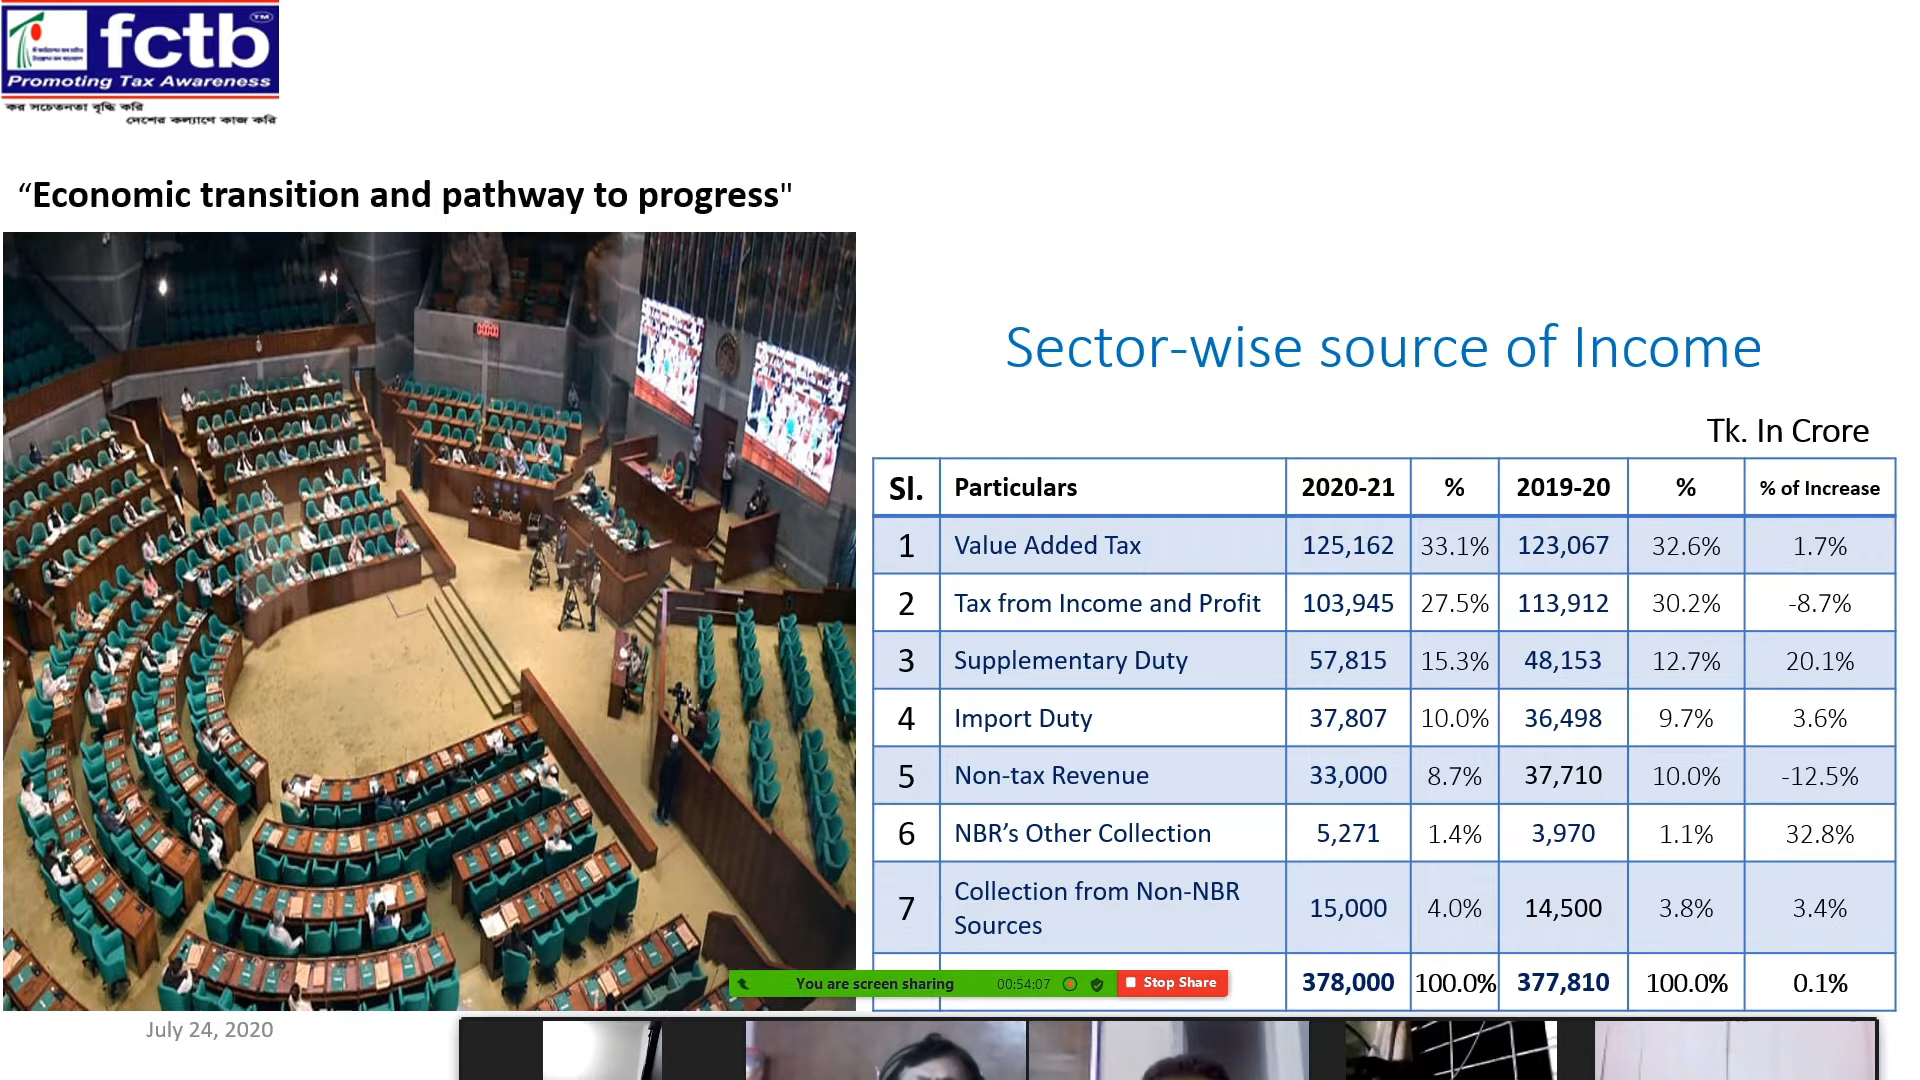 fctb™
Promoting Tax Awareness
কর সচেতনতা বৃদ্ধি করি
দেশের কল্যাণে কাজ করি
“Economic transition and pathway to progress"
Sector-wise source of Income
Tk. In Crore
Sl. Particulars 2020-21 % 2019-20 % % of Increase
1 Value Added Tax 125,162 33.1% 123,067 32.6% 1.7%
2 Tax from Income and Profit 103,945 27.5% 113,912 30.2% -8.7%
3 Supplementary Duty 57,815 15.3% 48,153 12.7% 20.1%
4 Import Duty 37,807 10.0% 36,498 9.7% 3.6%
5 Non-tax Revenue 33,000 8.7% 37,710 10.0% -12.5%
6 NBR’s Other Collection 5,271 1.4% 3,970 1.1% 32.8%
7 Collection from Non-NBR
Sources 15,000 4.0% 14,500 3.8% 3.4%
378,000 100.0% 377,810 100.0% 0.1%
You are screen sharing 00:54:07 Stop Share
July 24, 2020